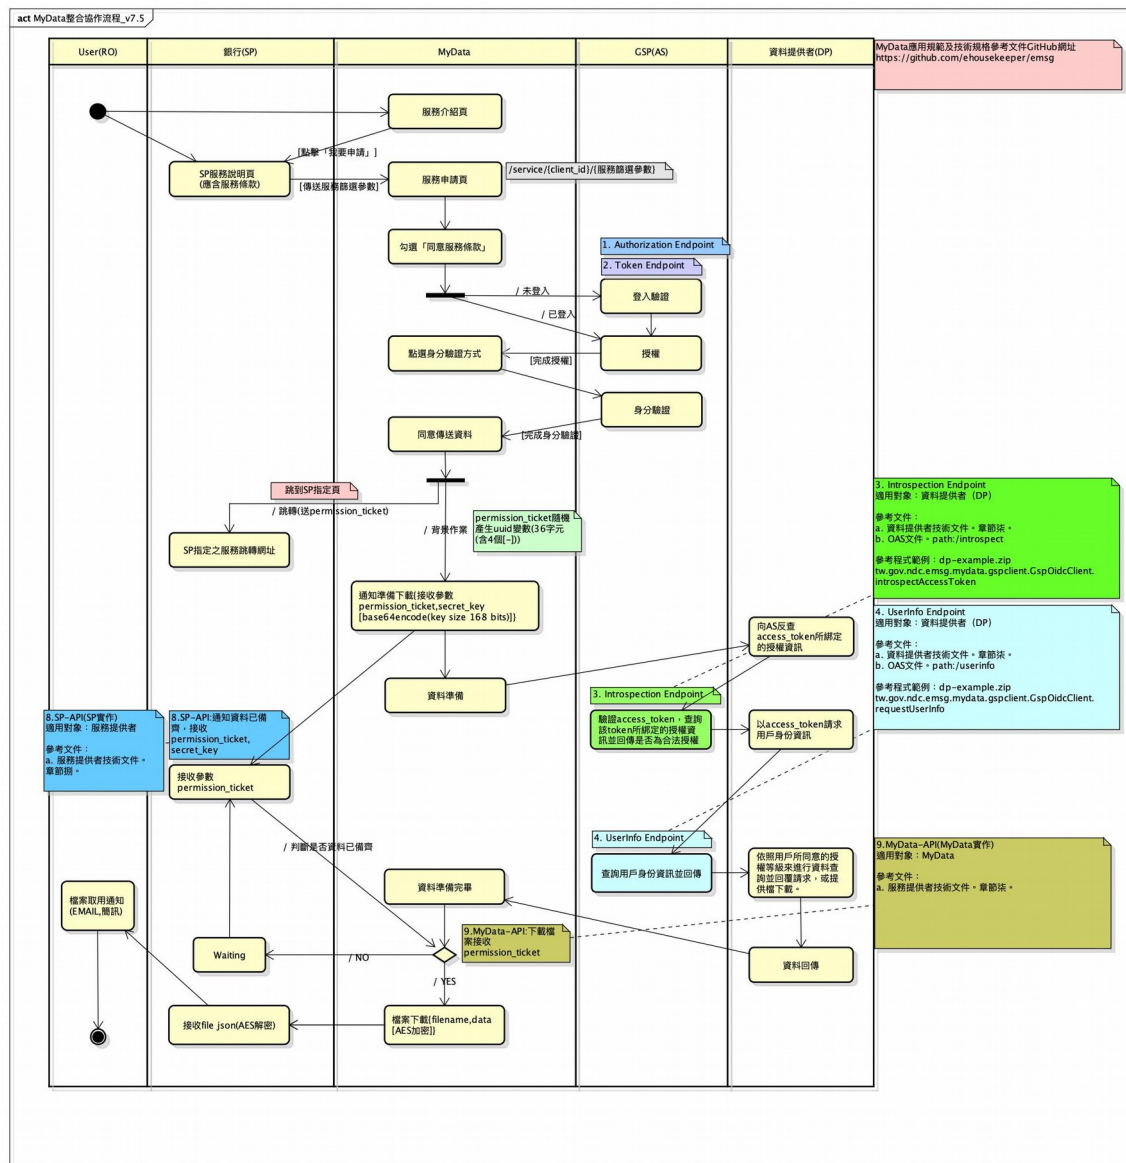 act MyData整合協作流程_v7.5
User(RO)
銀行(SP)
MyData
GSP(AS)
資料提供者(DP)
MyData應用規範及技術規格參考文件GitHub網址
https://github.com/ehousekeeper/emsg
服務介紹頁
[點擊「我要申請」]
SP服務說明頁
(應含服務條款)
[傳送服務篩選參數]
服務申請頁
/service/{client_id}/{服務篩選參數}
勾選「同意服務條款」
1. Authorization Endpoint
2. Token Endpoint
/ 未登入
登入驗證
/ 已登入
點選身分驗證方式
[完成授權]
授權
身分驗證
同意傳送資料
[完成身分驗證]
跳到SP指定頁
/ 跳轉(送permission_ticket)
SP指定之服務跳轉網址
/ 背景作業
permission_ticket隨機
產生uuid變數(36字元
(含4個[-]))
3. Introspection Endpoint
適用對象：資料提供者（DP）
參考文件：
a. 資料提供者技術文件。章節柒。
b. OAS文件。path:/introspect
參考程式範例：dp-example.zip
tw.gov.ndc.emsg.mydata.gspclient.GspOidcClient.
introspectAccessToken
通知準備下載{接收參數
permission_ticket,secret_key
[base64encode(key size 168 bits)]}
資料準備
向AS反查
access_token所綁定
的授權資訊
4. UserInfo Endpoint
適用對象：資料提供者（DP）
參考文件：
a. 資料提供者技術文件。章節柒。
b. OAS文件。path:/userinfo
參考程式範例：dp-example.zip
tw.gov.ndc.emsg.mydata.gspclient.GspOidcClient.
requestUserInfo
3. Introspection Endpoint
驗證access_token，查詢
該token所綁定的授權資
訊並回傳是否為合法授權
以access_token請求
用戶身份資訊
8.SP-API(SP實作)
適用對象：服務提供者
參考文件：
a. 服務提供者技術文件。
章節捌。
8.SP-API:通知資料已備
齊，接收
permission_ticket,
secret_key
接收參數
permission_ticket
/ 判斷是否資料已備齊
4. UserInfo Endpoint
查詢用戶身份資訊並回傳
依照用戶所同意的授
權等級來進行資料查
詢並回覆請求，或提
供檔下載。
9.MyData-API(MyData實作)
適用對象：MyData
參考文件：
a. 服務提供者技術文件。章節柒。
檔案取用通知
(EMAIL,簡訊)
資料準備完畢
9.MyData-API:下載檔
案接收
permission_ticket
Waiting
/ NO
/ YES
資料回傳
接收file json(AES解密)
檔案下載{filename,data
[AES加密]}